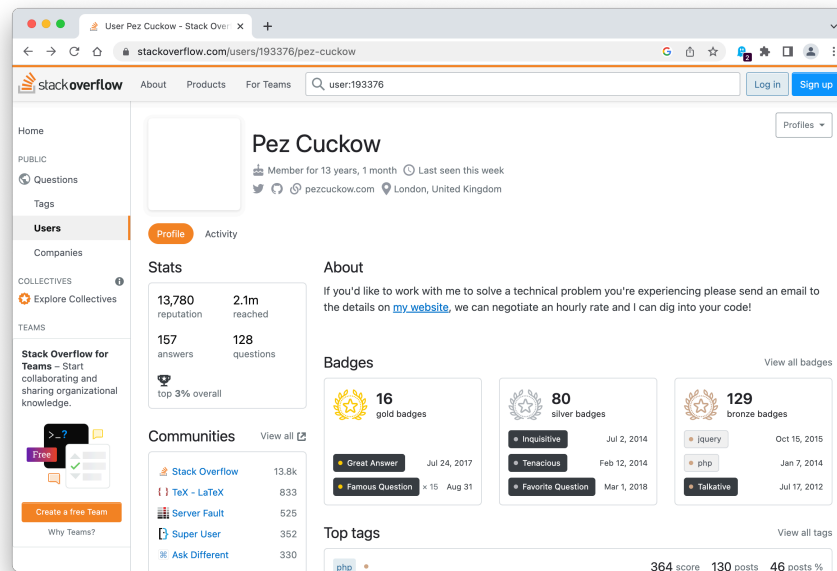 User Pez Cuckow - Stack Over
stackoverflow.com/users/193376/pez-cuckow
2
stackoverflow
About
Products
For Teams
user:193376
Log in
Sign up
Home
PUBLIC
Questions
Tags
Users
Companies
COLLECTIVES
Explore Collectives
TEAMS
Stack Overflow for
Teams – Start
collaborating and
sharing organizational
knowledge.
>_?
Free
Create a free Team
Why Teams?
Profiles
Pez Cuckow
Member for 13 years, 1 month Last seen this week
pezcuckow.com London, United Kingdom
Profile
Activity
Stats
13,780 2.1m
reputation reached
157 128
answers questions
top 3% overall
Communities View all
Stack Overflow 13.8k
TeX - LaTeX 833
Server Fault 525
Super User 352
Ask Different 330
About
If you'd like to work with me to solve a technical problem you're experiencing please send an email to
the details on my website, we can negotiate an hourly rate and I can dig into your code!
Badges View all badges
16
gold badges
Great Answer Jul 24, 2017
Famous Question × 15 Aug 31
80
silver badges
Inquisitive Jul 2, 2014
Tenacious Feb 12, 2014
Favorite Question Mar 1, 2018
129
bronze badges
jquery Oct 15, 2015
php Jan 7, 2014
Talkative Jul 17, 2012
Top tags View all tags
php 364 score 130 posts 46 posts %